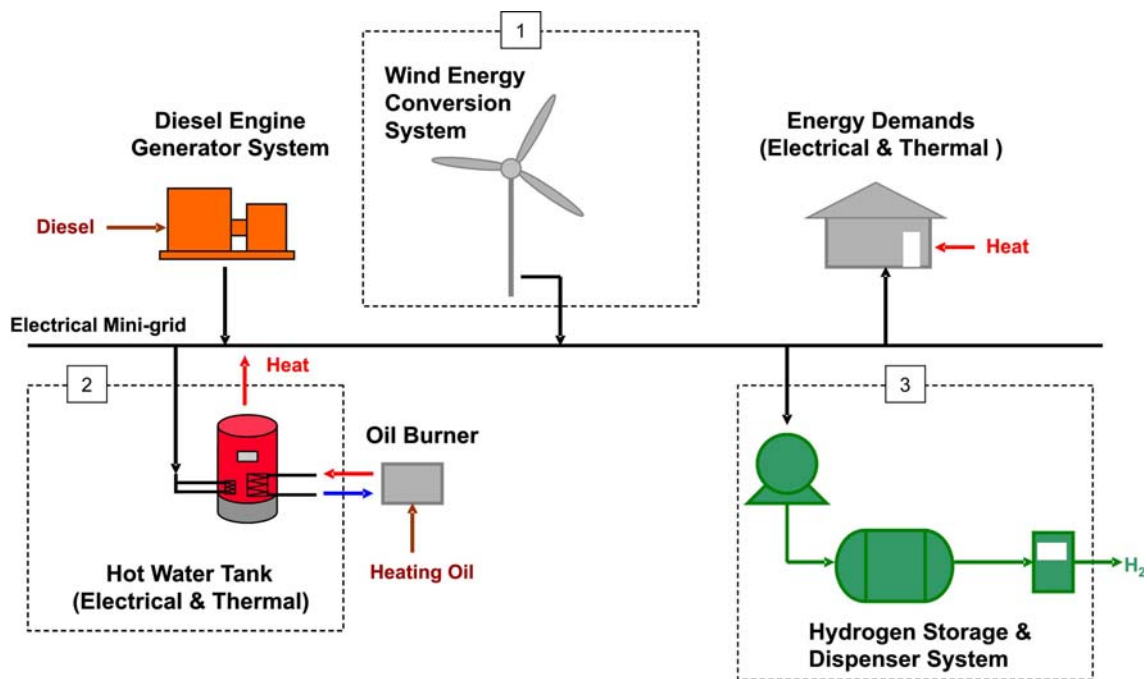 1
Wind Energy
Conversion
System
Diesel Engine
Generator System
Energy Demands
(Electrical & Thermal )
Diesel
Heat
Electrical Mini-grid
2
Heat
3
Oil Burner
Heating Oil
Hot Water Tank
(Electrical & Thermal)
H2
Hydrogen Storage &
Dispenser System